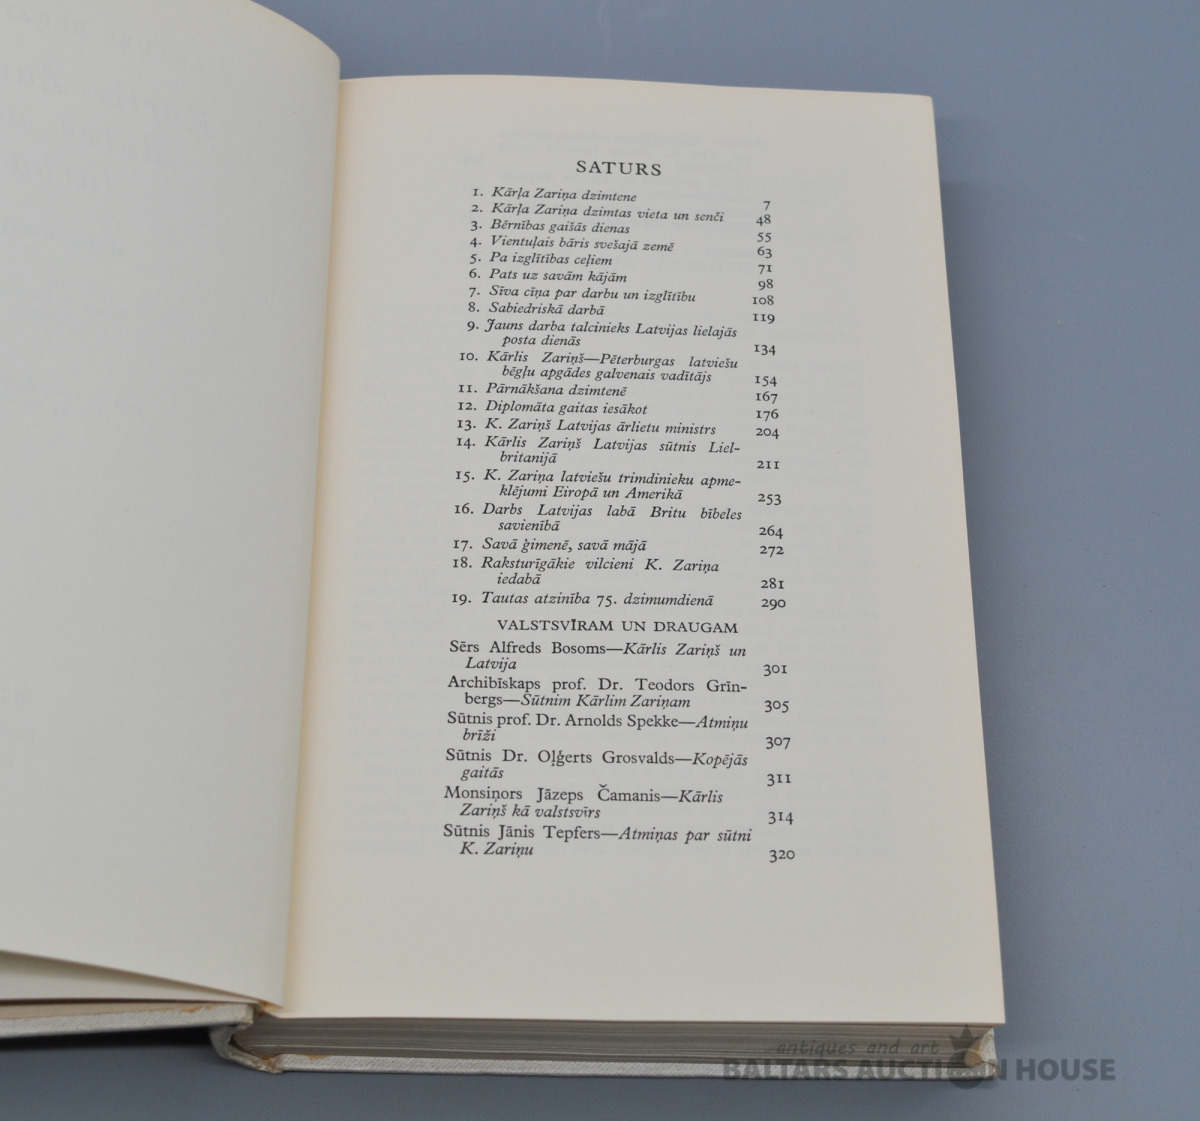 SATURS
1. Kārļa Zariņa dzimtene 7
2. Kārļa Zariņa dzimtas vieta un senči 48
3. Bērnības gaišās dienas 55
4. Vientuļais bāris svešajā zemē 63
5. Pa izglītības ceļiem 71
6. Pats uz savām kājām 98
7. Sīva cīņa par darbu un izglītību 108
8. Sabiedriskā darbā 119
9. Jauns darba talcinieks Latvijas lielajās
posta dienās 134
10. Kārlis Zariņš—Pēterburgas latviešu
bēgļu apgādes galvenais vadītājs 154
11. Pārnākšana dzimtenē 167
12. Diplomāta gaitas iesākot 176
13. K. Zariņš Latvijas ārlietu ministrs 204
14. Kārlis Zariņš Latvijas sūtnis Liel-
britanijā 211
15. K. Zariņa latviešu trimdinieku apme-
klējumi Eiropā un Amerikā 253
16. Darbs Latvijas labā Britu bībeles
savienībā 264
17. Savā ģimenē, savā mājā 272
18. Raksturīgākie vilcieni K. Zariņa
iedabā 281
19. Tautas atzinība 75. dzimumdienā 290
VALSTSVĪRAM UN DRAUGAM
Sērs Alfreds Bosoms—Kārlis Zariņš un
Latvija 301
Archibīskaps prof. Dr. Teodors Grīn-
bergs—Sūtnim Kārlim Zariņam 305
Sūtnis prof. Dr. Arnolds Spekke—Atmiņu
brīži 307
Sūtnis Dr. Oļģerts Grosvalds—Kopējās
gaitās 311
Monsiņors Jāzeps Čamanis—Kārlis
Zariņš kā valstsvīrs 314
Sūtnis Jānis Tepfers—Atmiņas par sūtni
K. Zariņu 320
antiques and art
BALTARS AUCTION HOUSE